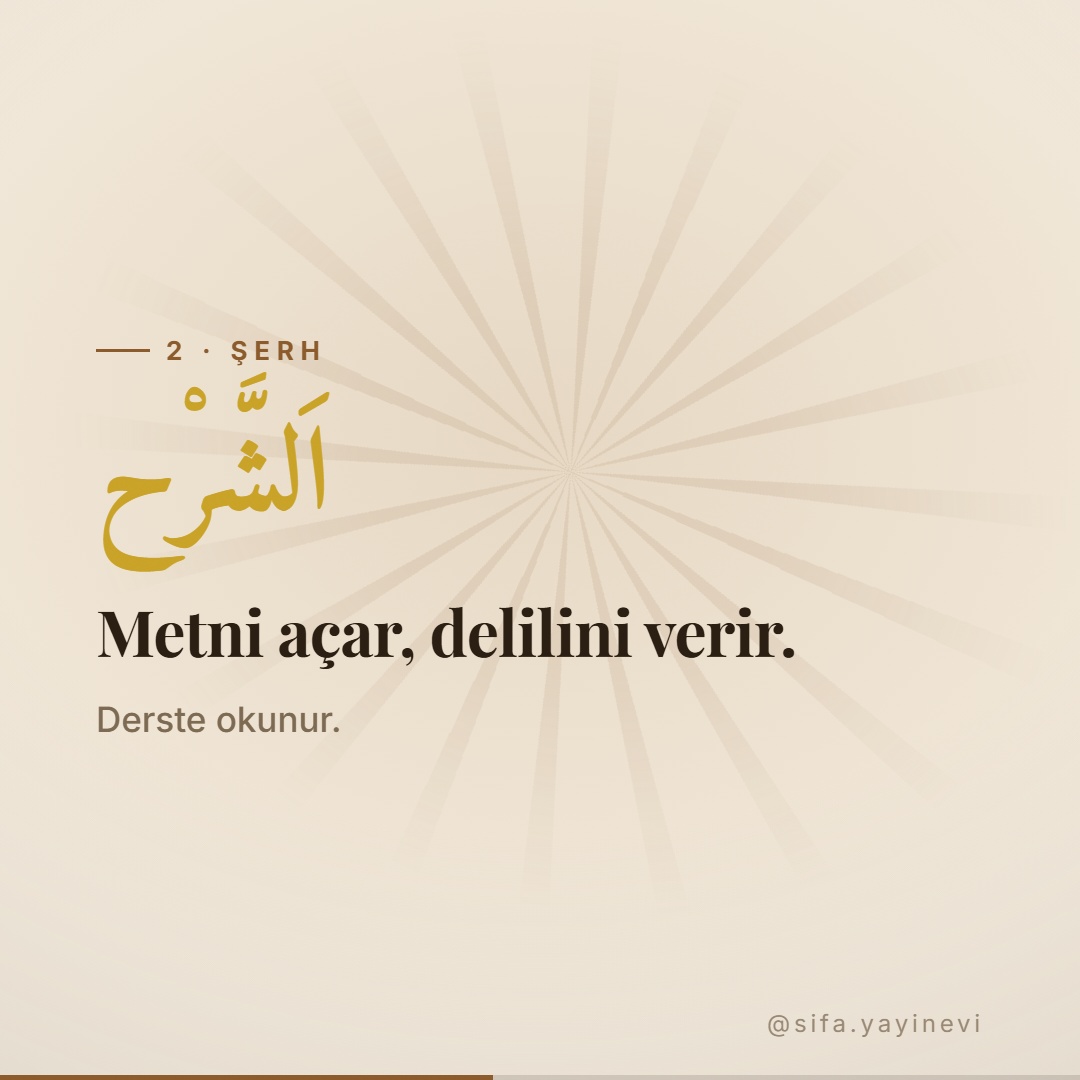 2 · ŞERH
اَلشَّرْح
Metni açar, delilini verir.
Derste okunur.
@sifa.yayinevi